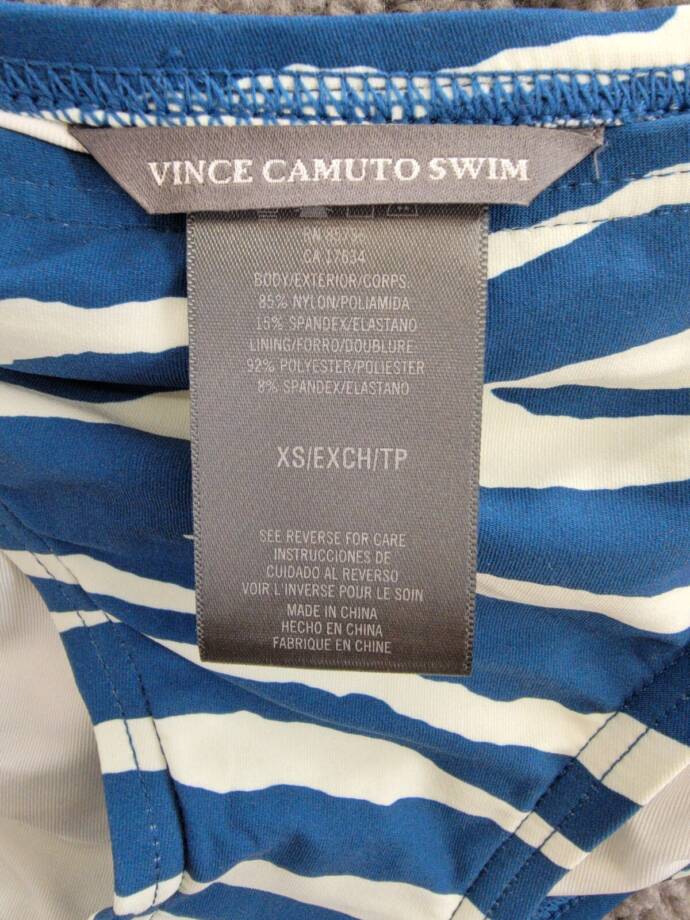 VINCE CAMUTO SWIM
CA 17634
BODY/EXTERIOR/CORPS:
85% NYLON/POLIAMIDA
15% SPANDEX/ELASTANO
LINING/FORRO/DOUBLURE:
92% POLYESTER/POLIESTER
8% SPANDEX/ELASTANO
XS/EXCH/TP
SEE REVERSE FOR CARE
INSTRUCCIONES DE
CUIDADO AL REVERSO
VOIR L'INVERSE POUR LE SOIN
MADE IN CHINA
HECHO EN CHINA
FABRIQUE EN CHINE